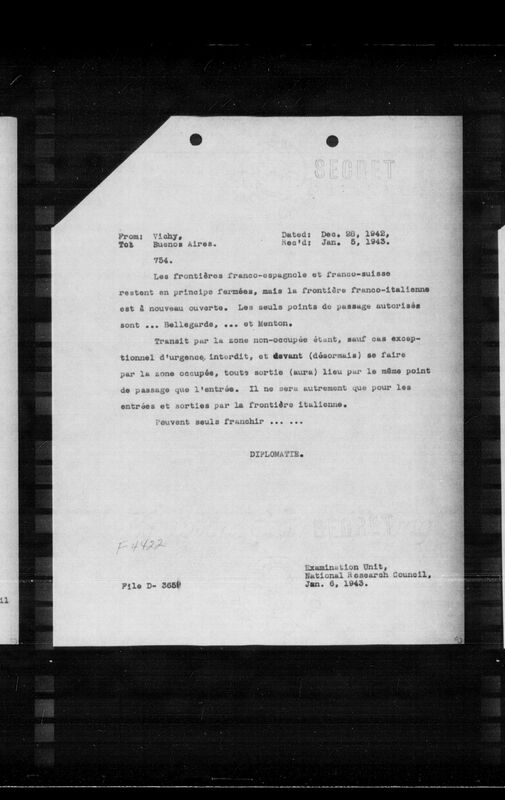 SECRET
From: Vichy, Dated: Dec. 28, 1942,
To: Buenos Aires. Rec'd: Jan. 5, 1943.
754.
Les frontières franco-espagnole et franco-suisse
restent en principe fermées, mais la frontière franco-italienne
est à nouveau ouverte. Les seuls points de passage autorisés
sont ... Bellegarde, ... et Menton.
Transit par la zone non-occupée étant, sauf cas excep-
tionnel d'urgence, interdit, et devant (désormais) se faire
par la zone occupée, toute sortie (aura) lieu par le même point
de passage que l'entrée. Il ne sera autrement que pour les
entrées et sorties par la frontière italienne.
Peuvent seuls franchir ... ...
DIPLOMATIE.
SECRET
F-4422
Examination Unit,
National Research Council,
File D- Jan. 6, 1943.
il